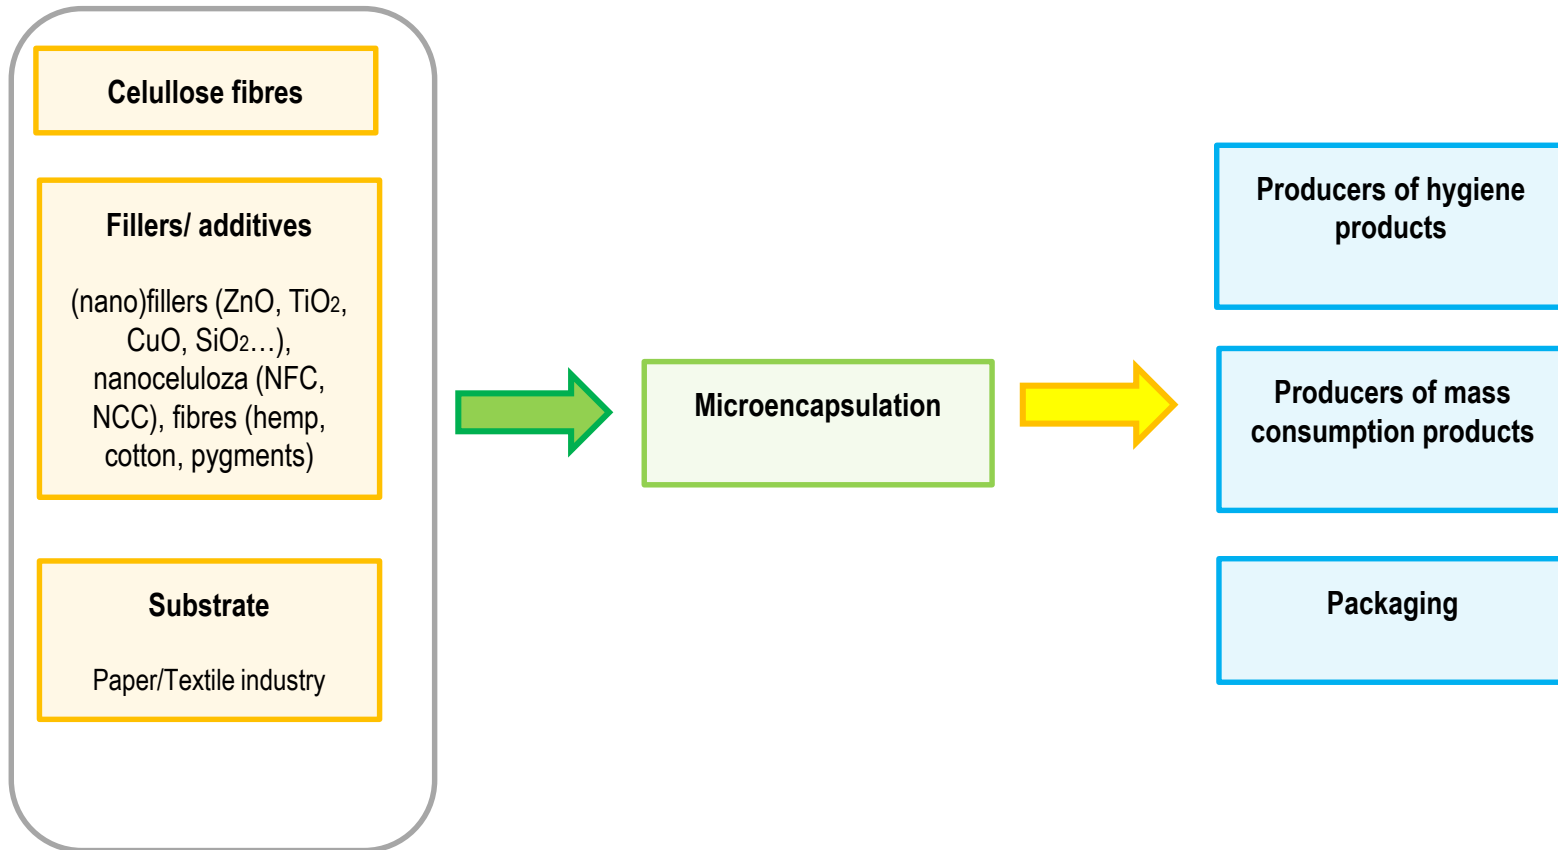 Celullose fibres
Fillers/ additives
(nano)fillers (ZnO, TiO2,
CuO, SiO2…),
nanoceluloza (NFC,
NCC), fibres (hemp,
cotton, pygments)
Substrate
Paper/Textile industry
Microencapsulation
Producers of hygiene
products
Producers of mass
consumption products
Packaging